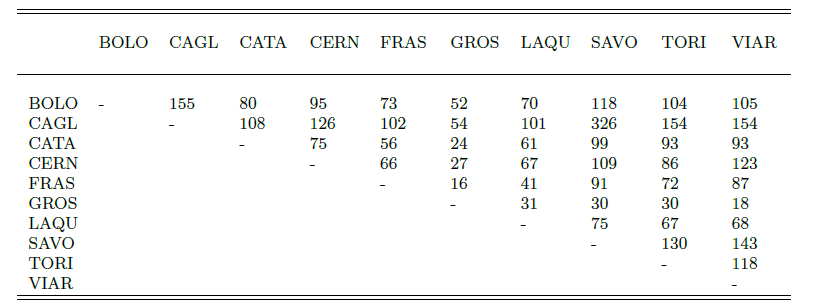 BOLO CAGL CATA CERN FRAS GROS LAQU SAVO TORI VIAR
BOLO - 155 80 95 73 52 70 118 104 105
CAGL - 108 126 102 54 101 326 154 154
CATA - 75 56 24 61 99 93 93
CERN - 66 27 67 109 86 123
FRAS - 16 41 91 72 87
GROS - 31 30 30 18
LAQU - 75 67 68
SAVO - 130 143
TORI - 118
VIAR -